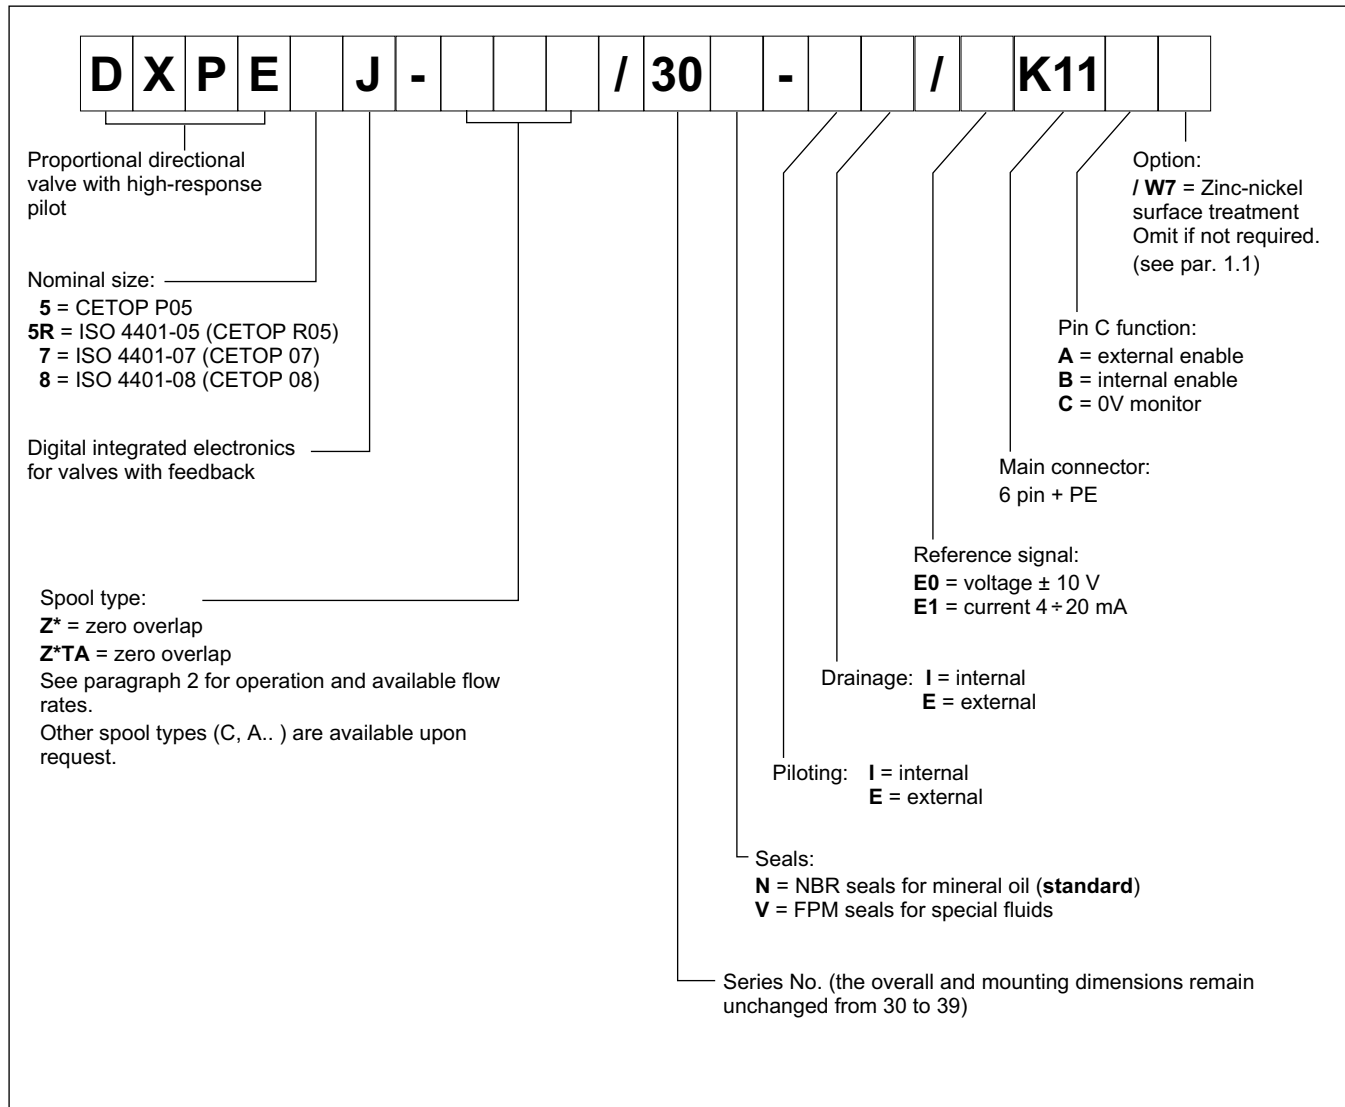 D X P E J - / 30 - / K11
Proportional directional
valve with high-response
pilot
Nominal size:
5 = CETOP P05
5R = ISO 4401-05 (CETOP R05)
7 = ISO 4401-07 (CETOP 07)
8 = ISO 4401-08 (CETOP 08)
Digital integrated electronics
for valves with feedback
Spool type:
Z* = zero overlap
Z*TA = zero overlap
See paragraph 2 for operation and available flow
rates.
Other spool types (C, A.. ) are available upon
request.
Option:
/ W7 = Zinc-nickel
surface treatment
Omit if not required.
(see par. 1.1)
Pin C function:
A = external enable
B = internal enable
C = 0V monitor
Main connector:
6 pin + PE
Reference signal:
E0 = voltage ± 10 V
E1 = current 4÷20 mA
Drainage: I = internal
E = external
Piloting: I = internal
E = external
Seals:
N = NBR seals for mineral oil (standard)
V = FPM seals for special fluids
Series No. (the overall and mounting dimensions remain
unchanged from 30 to 39)